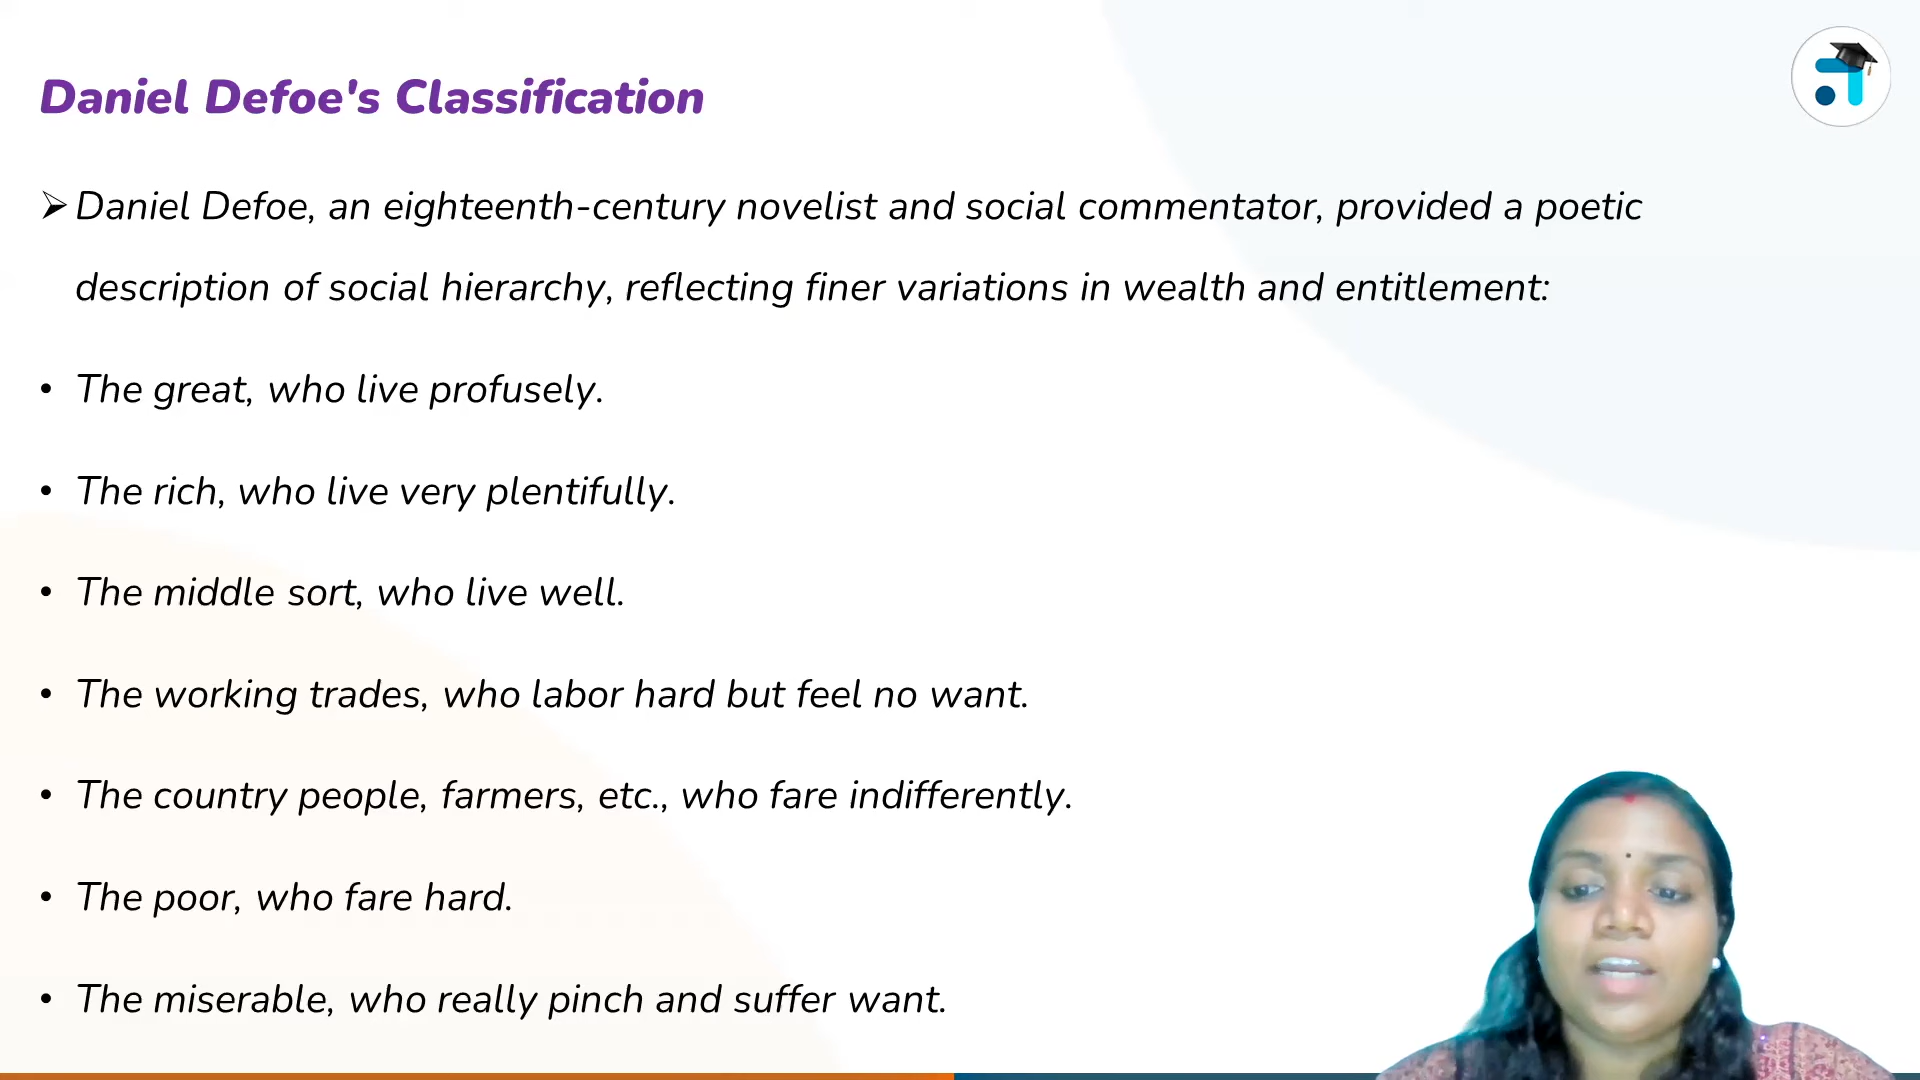 Daniel Defoe's Classification
➢ Daniel Defoe, an eighteenth-century novelist and social commentator, provided a poetic
description of social hierarchy, reflecting finer variations in wealth and entitlement:
• The great, who live profusely.
• The rich, who live very plentifully.
• The middle sort, who live well.
• The working trades, who labor hard but feel no want.
• The country people, farmers, etc., who fare indifferently.
• The poor, who fare hard.
• The miserable, who really pinch and suffer want.